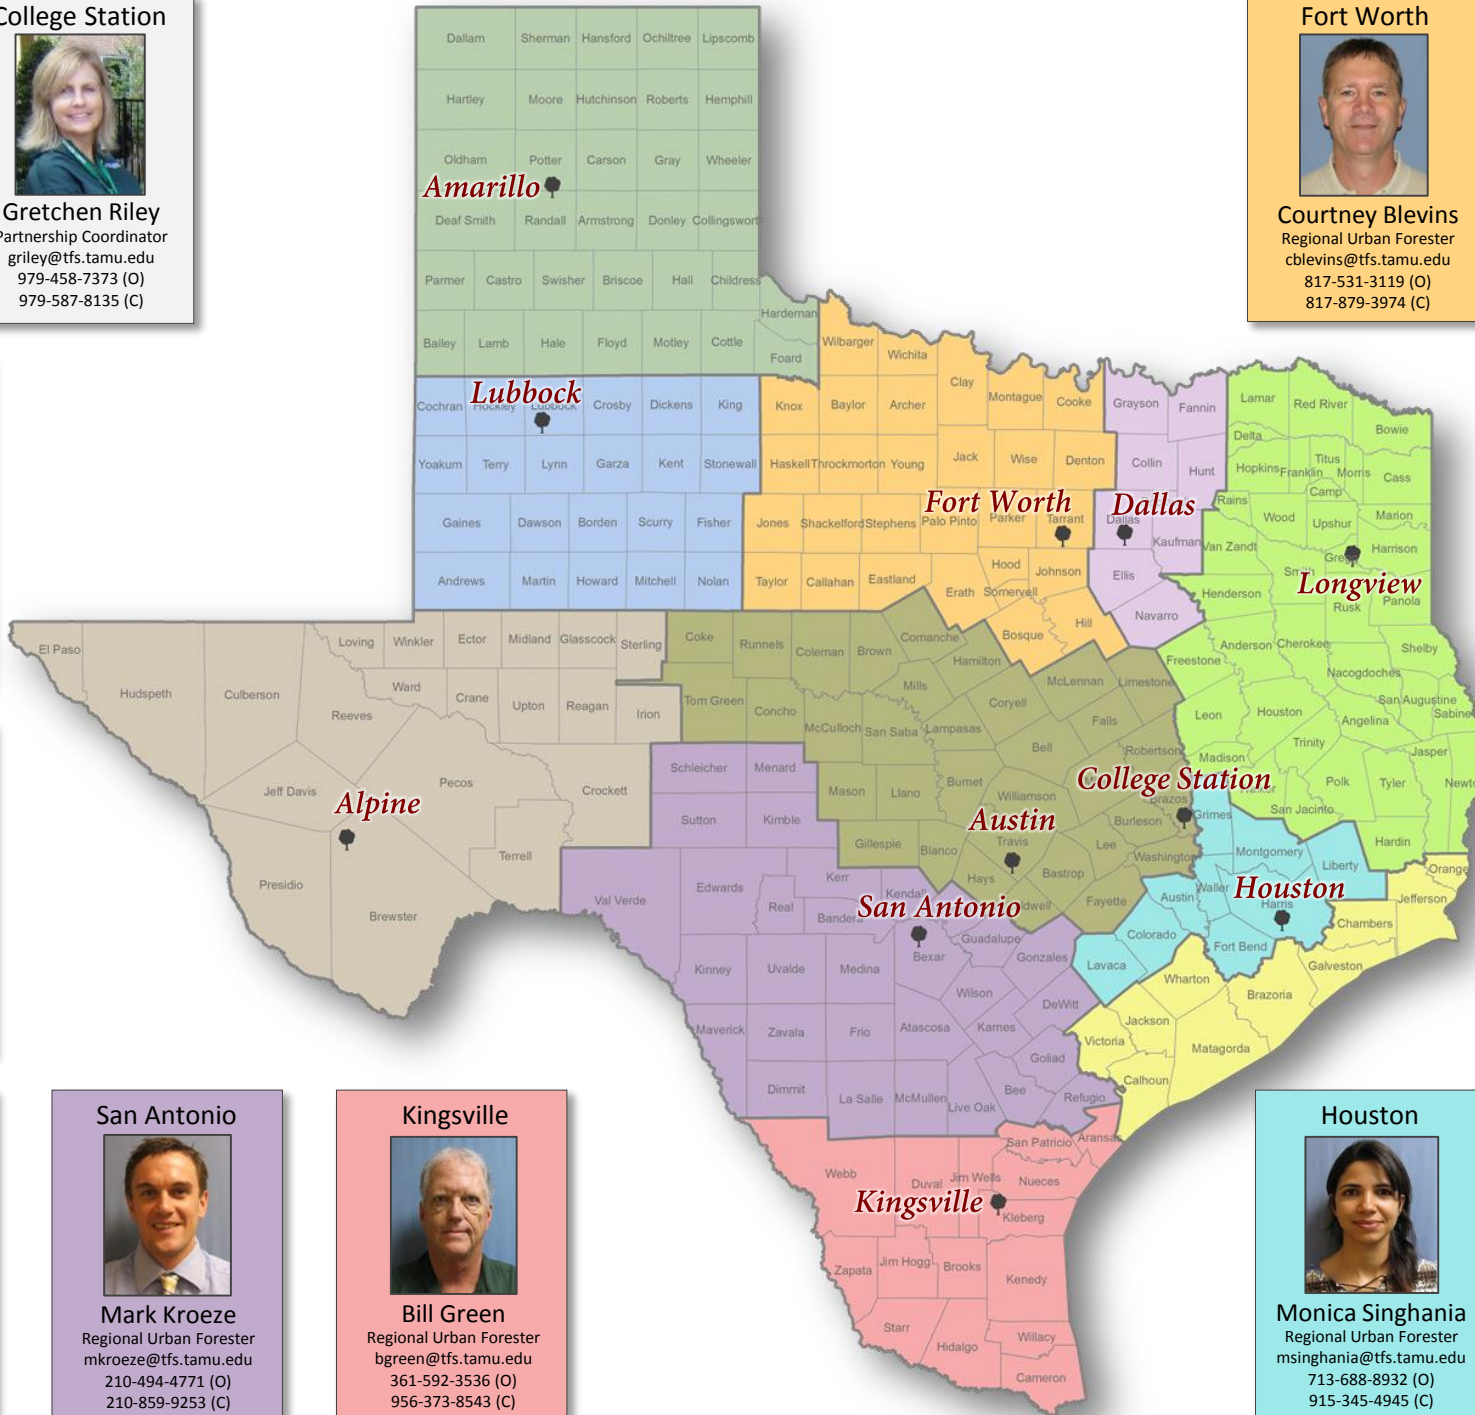 College Station
Gretchen Riley
Partnership Coordinator
griley@tfs.tamu.edu
979-458-7373 (O)
979-587-8135 (C)
Fort Worth
Courtney Blevins
Regional Urban Forester
cblevins@tfs.tamu.edu
817-531-3119 (O)
817-879-3974 (C)
Dallam Sherman Hansford Ochiltree Lipscomb
Hartley Moore Hutchinson Roberts Hemphill
Oldham Potter Carson Gray Wheeler
Amarillo
Deaf Smith Randall Armstrong Donley Collingsworth
Parmer Castro Swisher Briscoe Hall Childress
Hardeman
Bailey Lamb Hale Floyd Motley Cottle Foard
Wilbarger Wichita
Clay Montague Cooke Grayson Fannin Lamar Red River
Lubbock
Cochran Hockley Lubbock Crosby Dickens King Knox Baylor Archer
Bowie
Delta
Yoakum Terry Lynn Garza Kent Stonewall Haskell Throckmorton Young Jack Wise Denton Collin Hunt Hopkins Franklin Titus Morris Cass
Camp
Fort Worth
Dallas
Rains Wood Upshur Marion
Gaines Dawson Borden Scurry Fisher Jones Shackelford Stephens Palo Pinto Parker Tarrant Dallas
Kaufman Van Zandt Gregg Harrison
Smith
Longview
Andrews Martin Howard Mitchell Nolan Taylor Callahan Eastland Erath Hood Somervell Johnson Ellis
Henderson Rusk Panola
Navarro
Bosque Hill
El Paso Hudspeth Culberson Loving Winkler Ector Midland Glasscock Sterling Coke Runnels Coleman Brown Comanche
Hamilton
Freestone Anderson Cherokee Shelby
Nacogdoches
Reeves Ward Crane Upton Reagan Irion Tom Green Concho McCulloch San Saba Mills Lampasas Coryell McLennan Limestone
Falls Leon Houston Angelina San Augustine Sabine
Bell Robertson Madison Trinity Jasper
Jeff Davis Pecos Crockett Schleicher Menard Mason Llano Burnet Williamson
College Station
Walker Polk Tyler Newto
Alpine
Brazos Grimes San Jacinto
Sutton Kimble
Austin
Travis Burleson
Terrell Gillespie Blanco Lee Washington Montgomery Liberty Hardin
Presidio Brewster Val Verde Edwards Kerr Kendall Hays Bastrop Orange
Real Bandera
San Antonio
ldwell Fayette Austin Waller
Houston
Harris Jefferson
Chambers
Bexar Guadalupe Gonzales Colorado Fort Bend
Kinney Uvalde Medina Lavaca Galveston
Wilson DeWitt Wharton Brazoria
Maverick Zavala Frio Atascosa Karnes Jackson
Goliad Victoria Matagorda
Dimmit La Salle McMullen Live Oak Bee Refugio Calhoun
San Patricio Aransas
Webb Duval Jim Wells Nueces
Kingsville
Kleberg
Zapata Jim Hogg Brooks Kenedy
Starr Hidalgo Willacy
Cameron
San Antonio
Mark Kroeze
Regional Urban Forester
mkroeze@tfs.tamu.edu
210-494-4771 (O)
210-859-9253 (C)
Kingsville
Bill Green
Regional Urban Forester
bgreen@tfs.tamu.edu
361-592-3536 (O)
956-373-8543 (C)
Houston
Monica Singhania
Regional Urban Forester
msinghania@tfs.tamu.edu
713-688-8932 (O)
915-345-4945 (C)